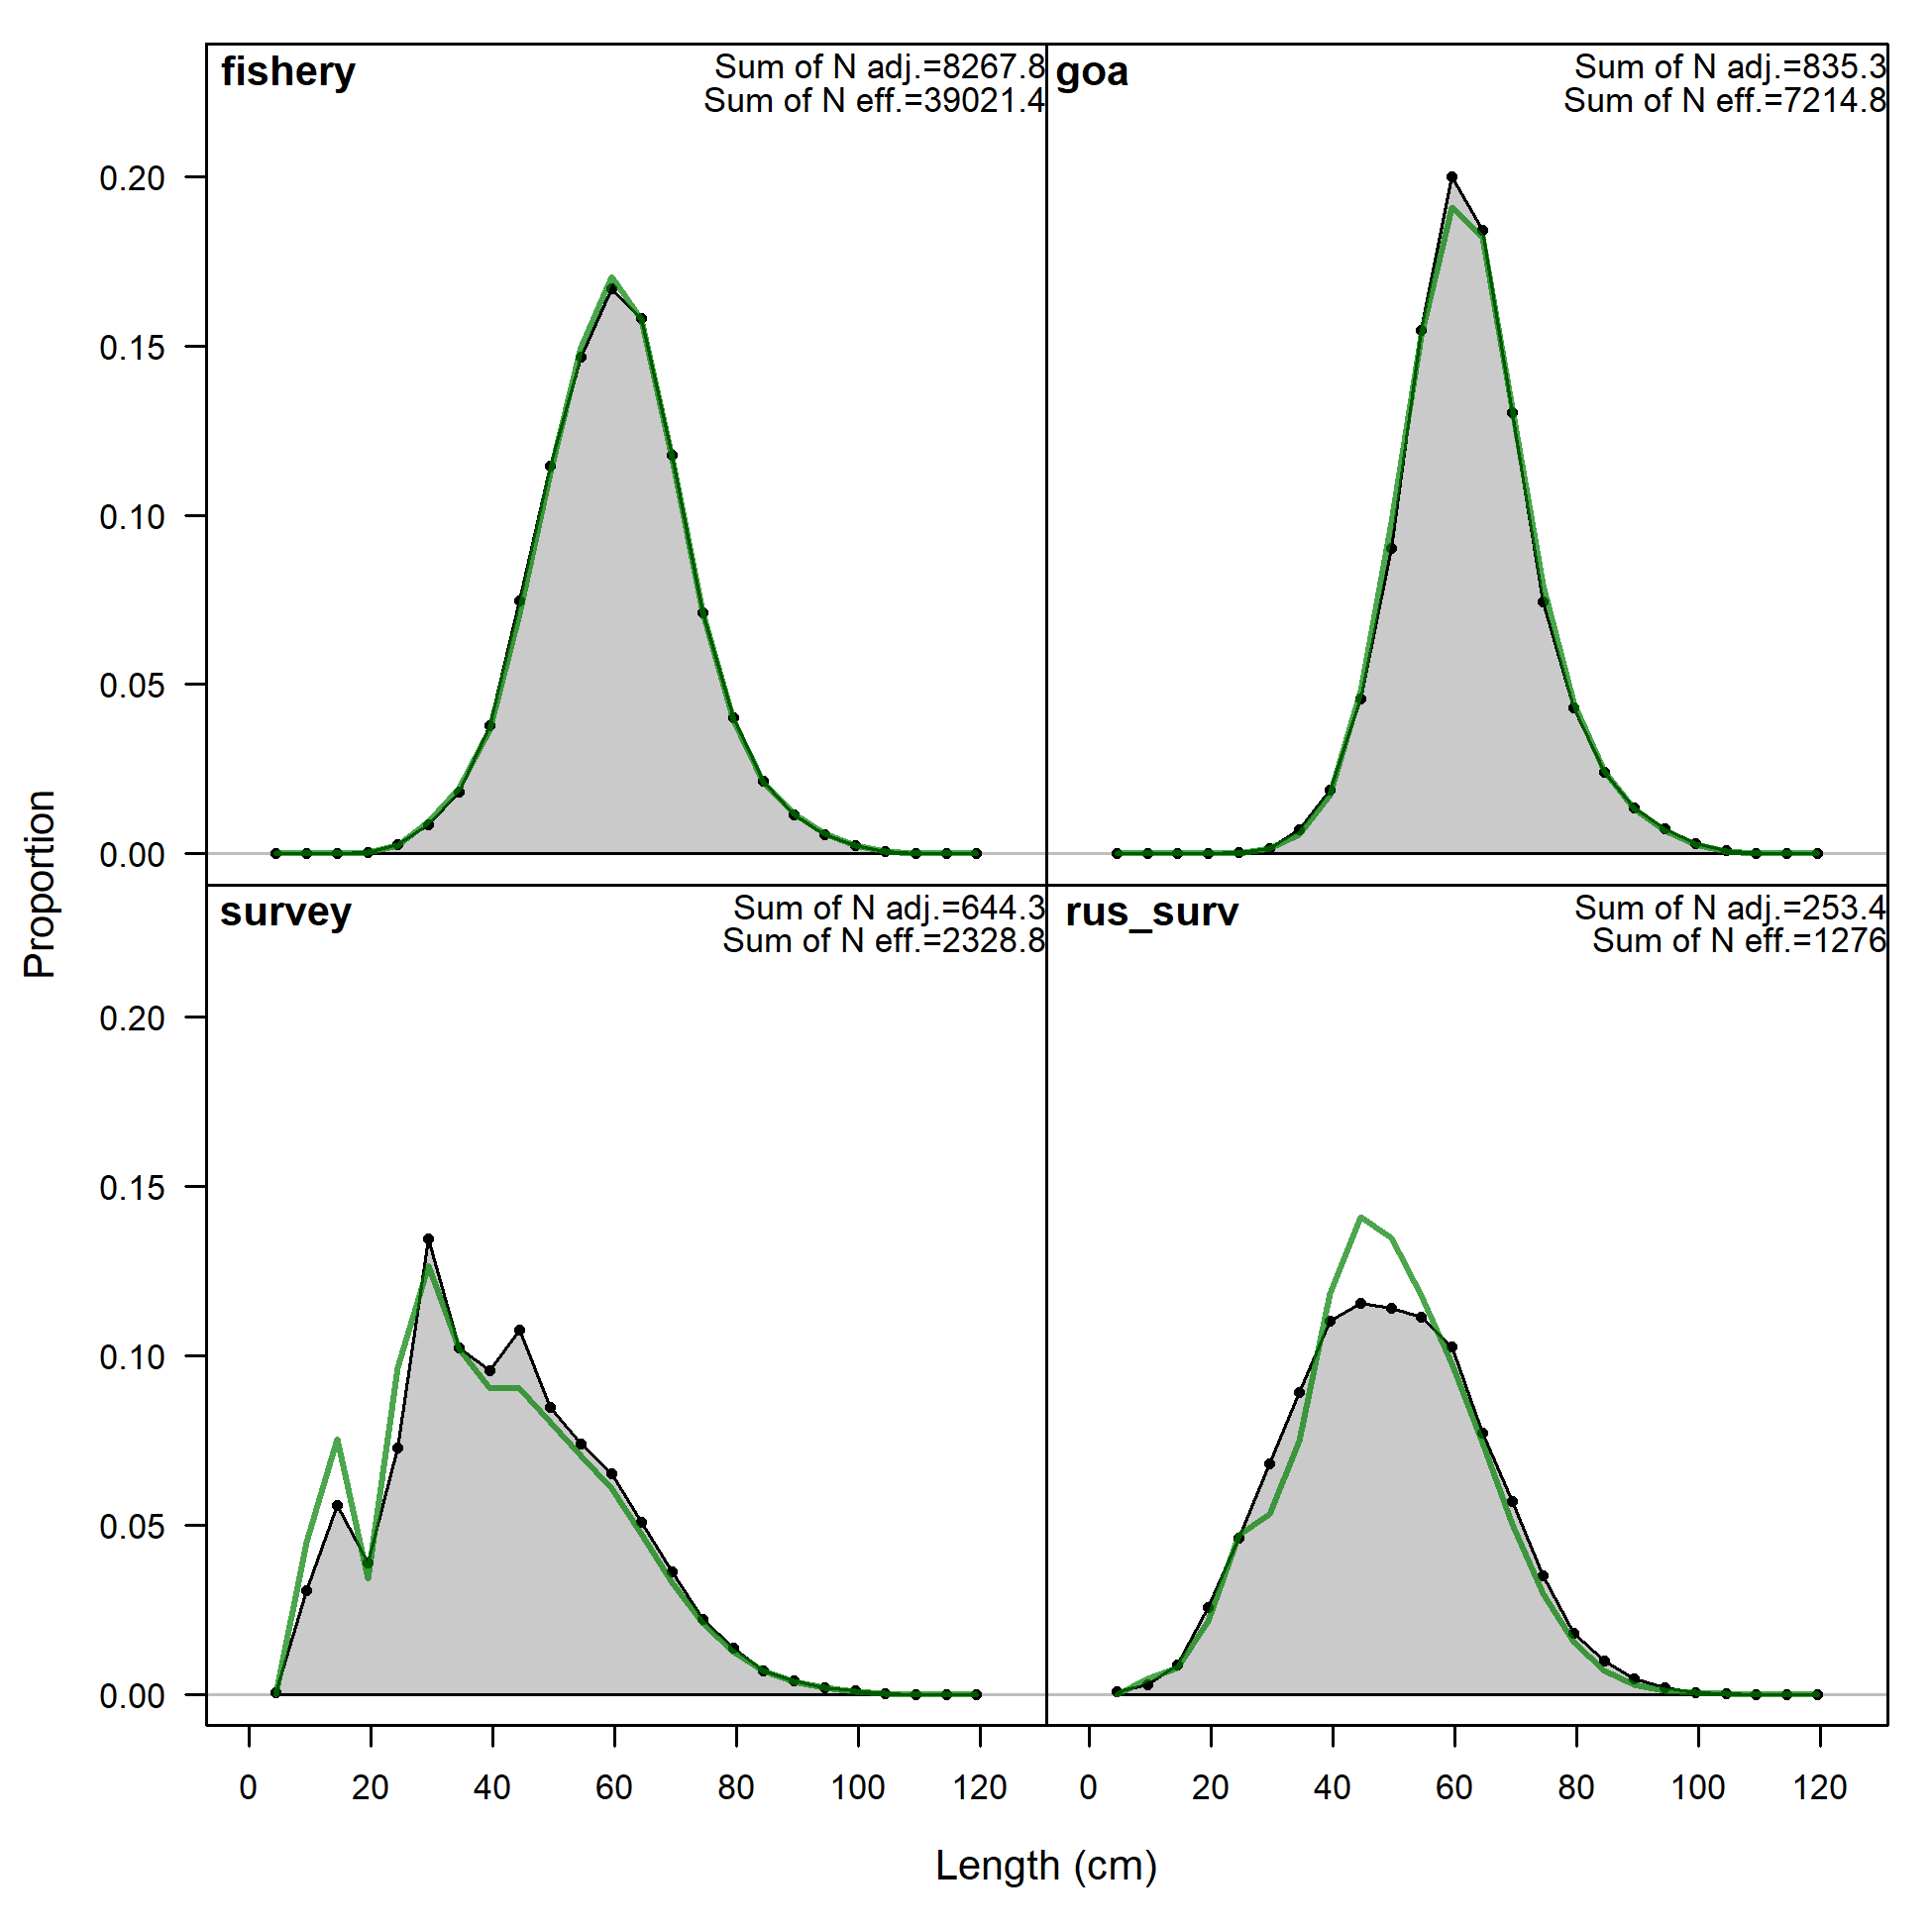 fishery
Sum of N adj.=8267.8
Sum of N eff.=39021.4
goa
Sum of N adj.=835.3
Sum of N eff.=7214.8
0.20
0.15
0.10
0.05
0.00
Proportion
survey
Sum of N adj.=644.3
Sum of N eff.=2328.8
rus_surv
Sum of N adj.=253.4
Sum of N eff.=1276
0.20
0.15
0.10
0.05
0.00
0 20 40 60 80 100 120
0 20 40 60 80 100 120
Length (cm)